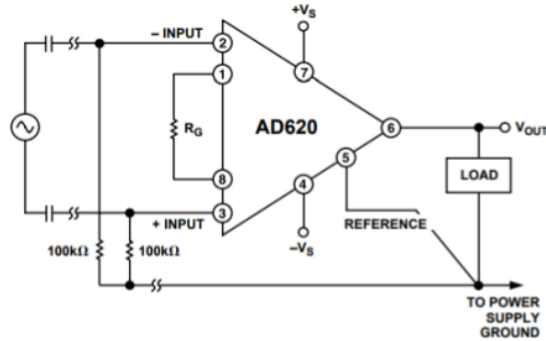 +VS
– INPUT
2
7
1
RG
AD620
6
VOUT
5
8
4
LOAD
3
+ INPUT
REFERENCE
100kΩ
100kΩ
–VS
TO POWER
SUPPLY
GROUND